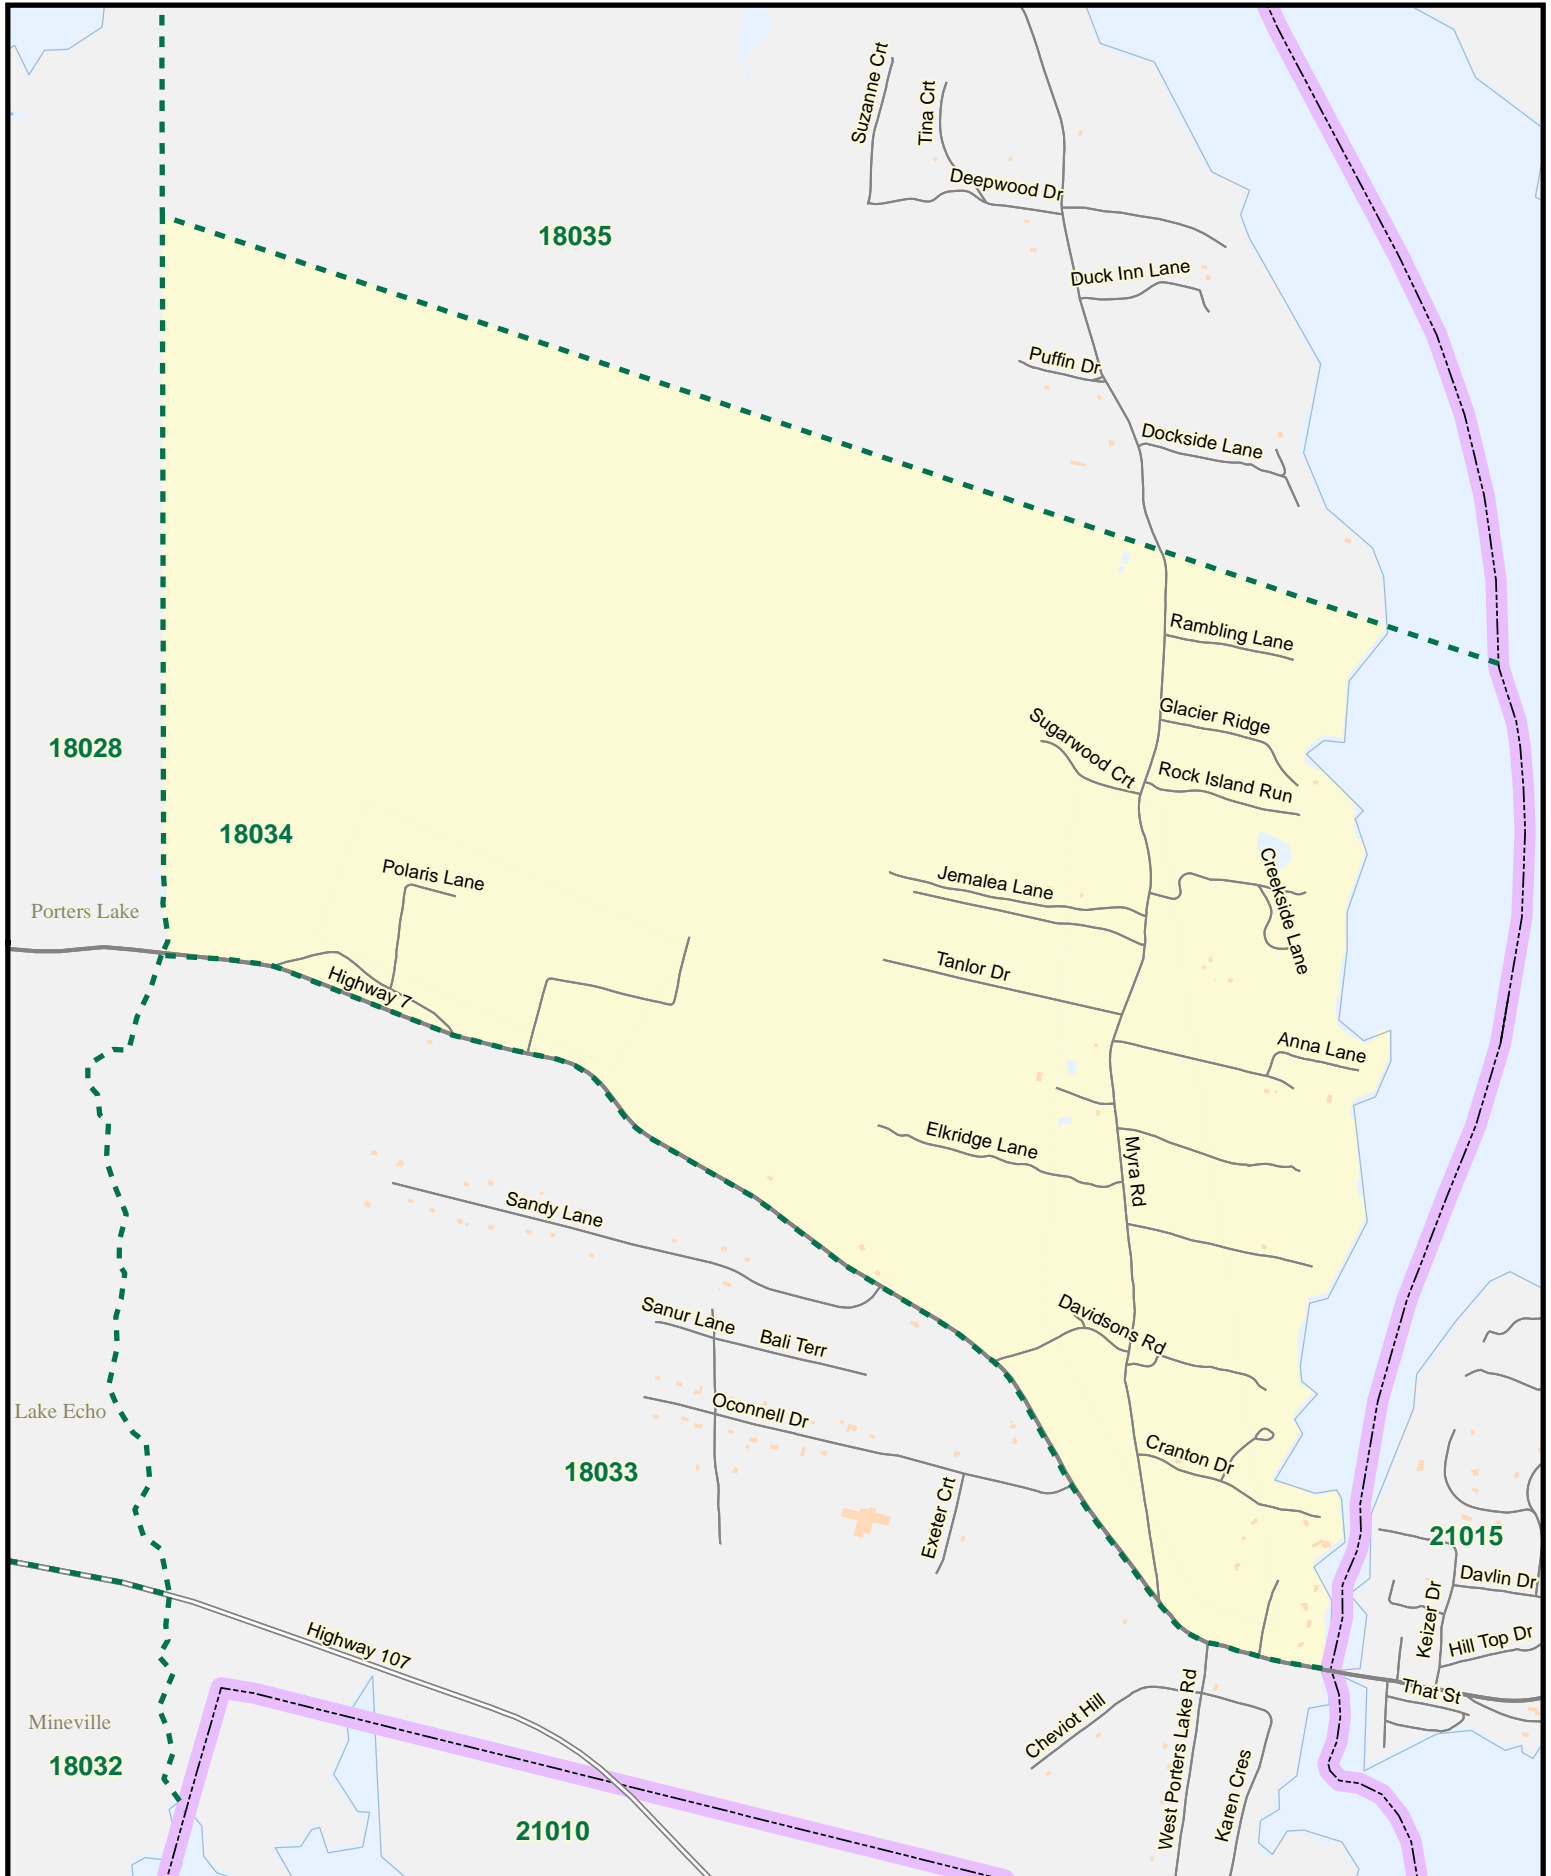 Suzanne Crt
Tina Crt
Deepwood Dr
18035
Duck Inn Lane
Puffin Dr
Dockside Lane
Rambling Lane
Glacier Ridge
Sugarwood Crt
18028
Rock Island Run
18034
Polaris Lane
Jemalea Lane
Creekside Lane
Porters Lake
Tanlor Dr
Highway 7
Anna Lane
Elkridge Lane
Myra Rd
Sandy Lane
Sanur Lane
Bali Terr
Davidsons Rd
Lake Echo
Oconnell Dr
Cranton Dr
18033
Exeter Crt
21015
Davlin Dr
Keizer Dr
Highway 107
Hill Top Dr
That St
Mineville
Cheviot Hill
West Porters Lake Rd
18032
Karen Cres
21010